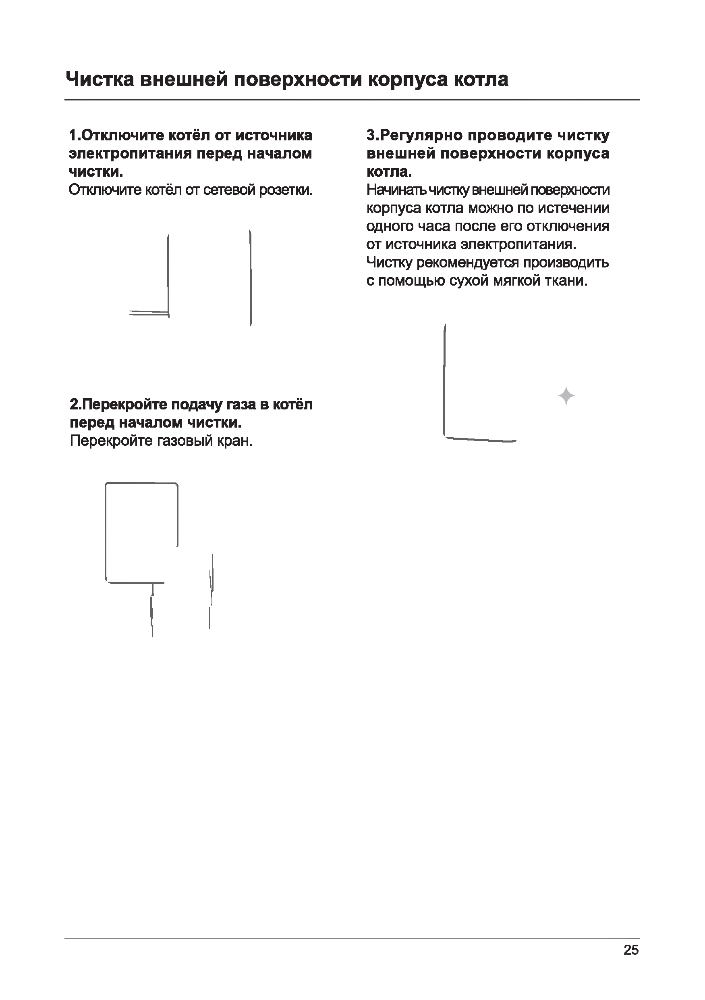 Чистка внешней поверхности корпуса котла
1.Отключите котёл от источника
электропитания перед началом
чистки.
Отключите котёл от сетевой розетки.
2.Перекройте подачу газа в котёл
перед началом чистки.
Перекройте газовый кран.
3.Регулярно проводите чистку
внешней поверхности корпуса
котла.
Начинать чистку внешней поверхности
корпуса котла можно по истечении
одного часа после его отключения
от источника электропитания.
Чистку рекомендуется производить
с помощью сухой мягкой ткани.
25